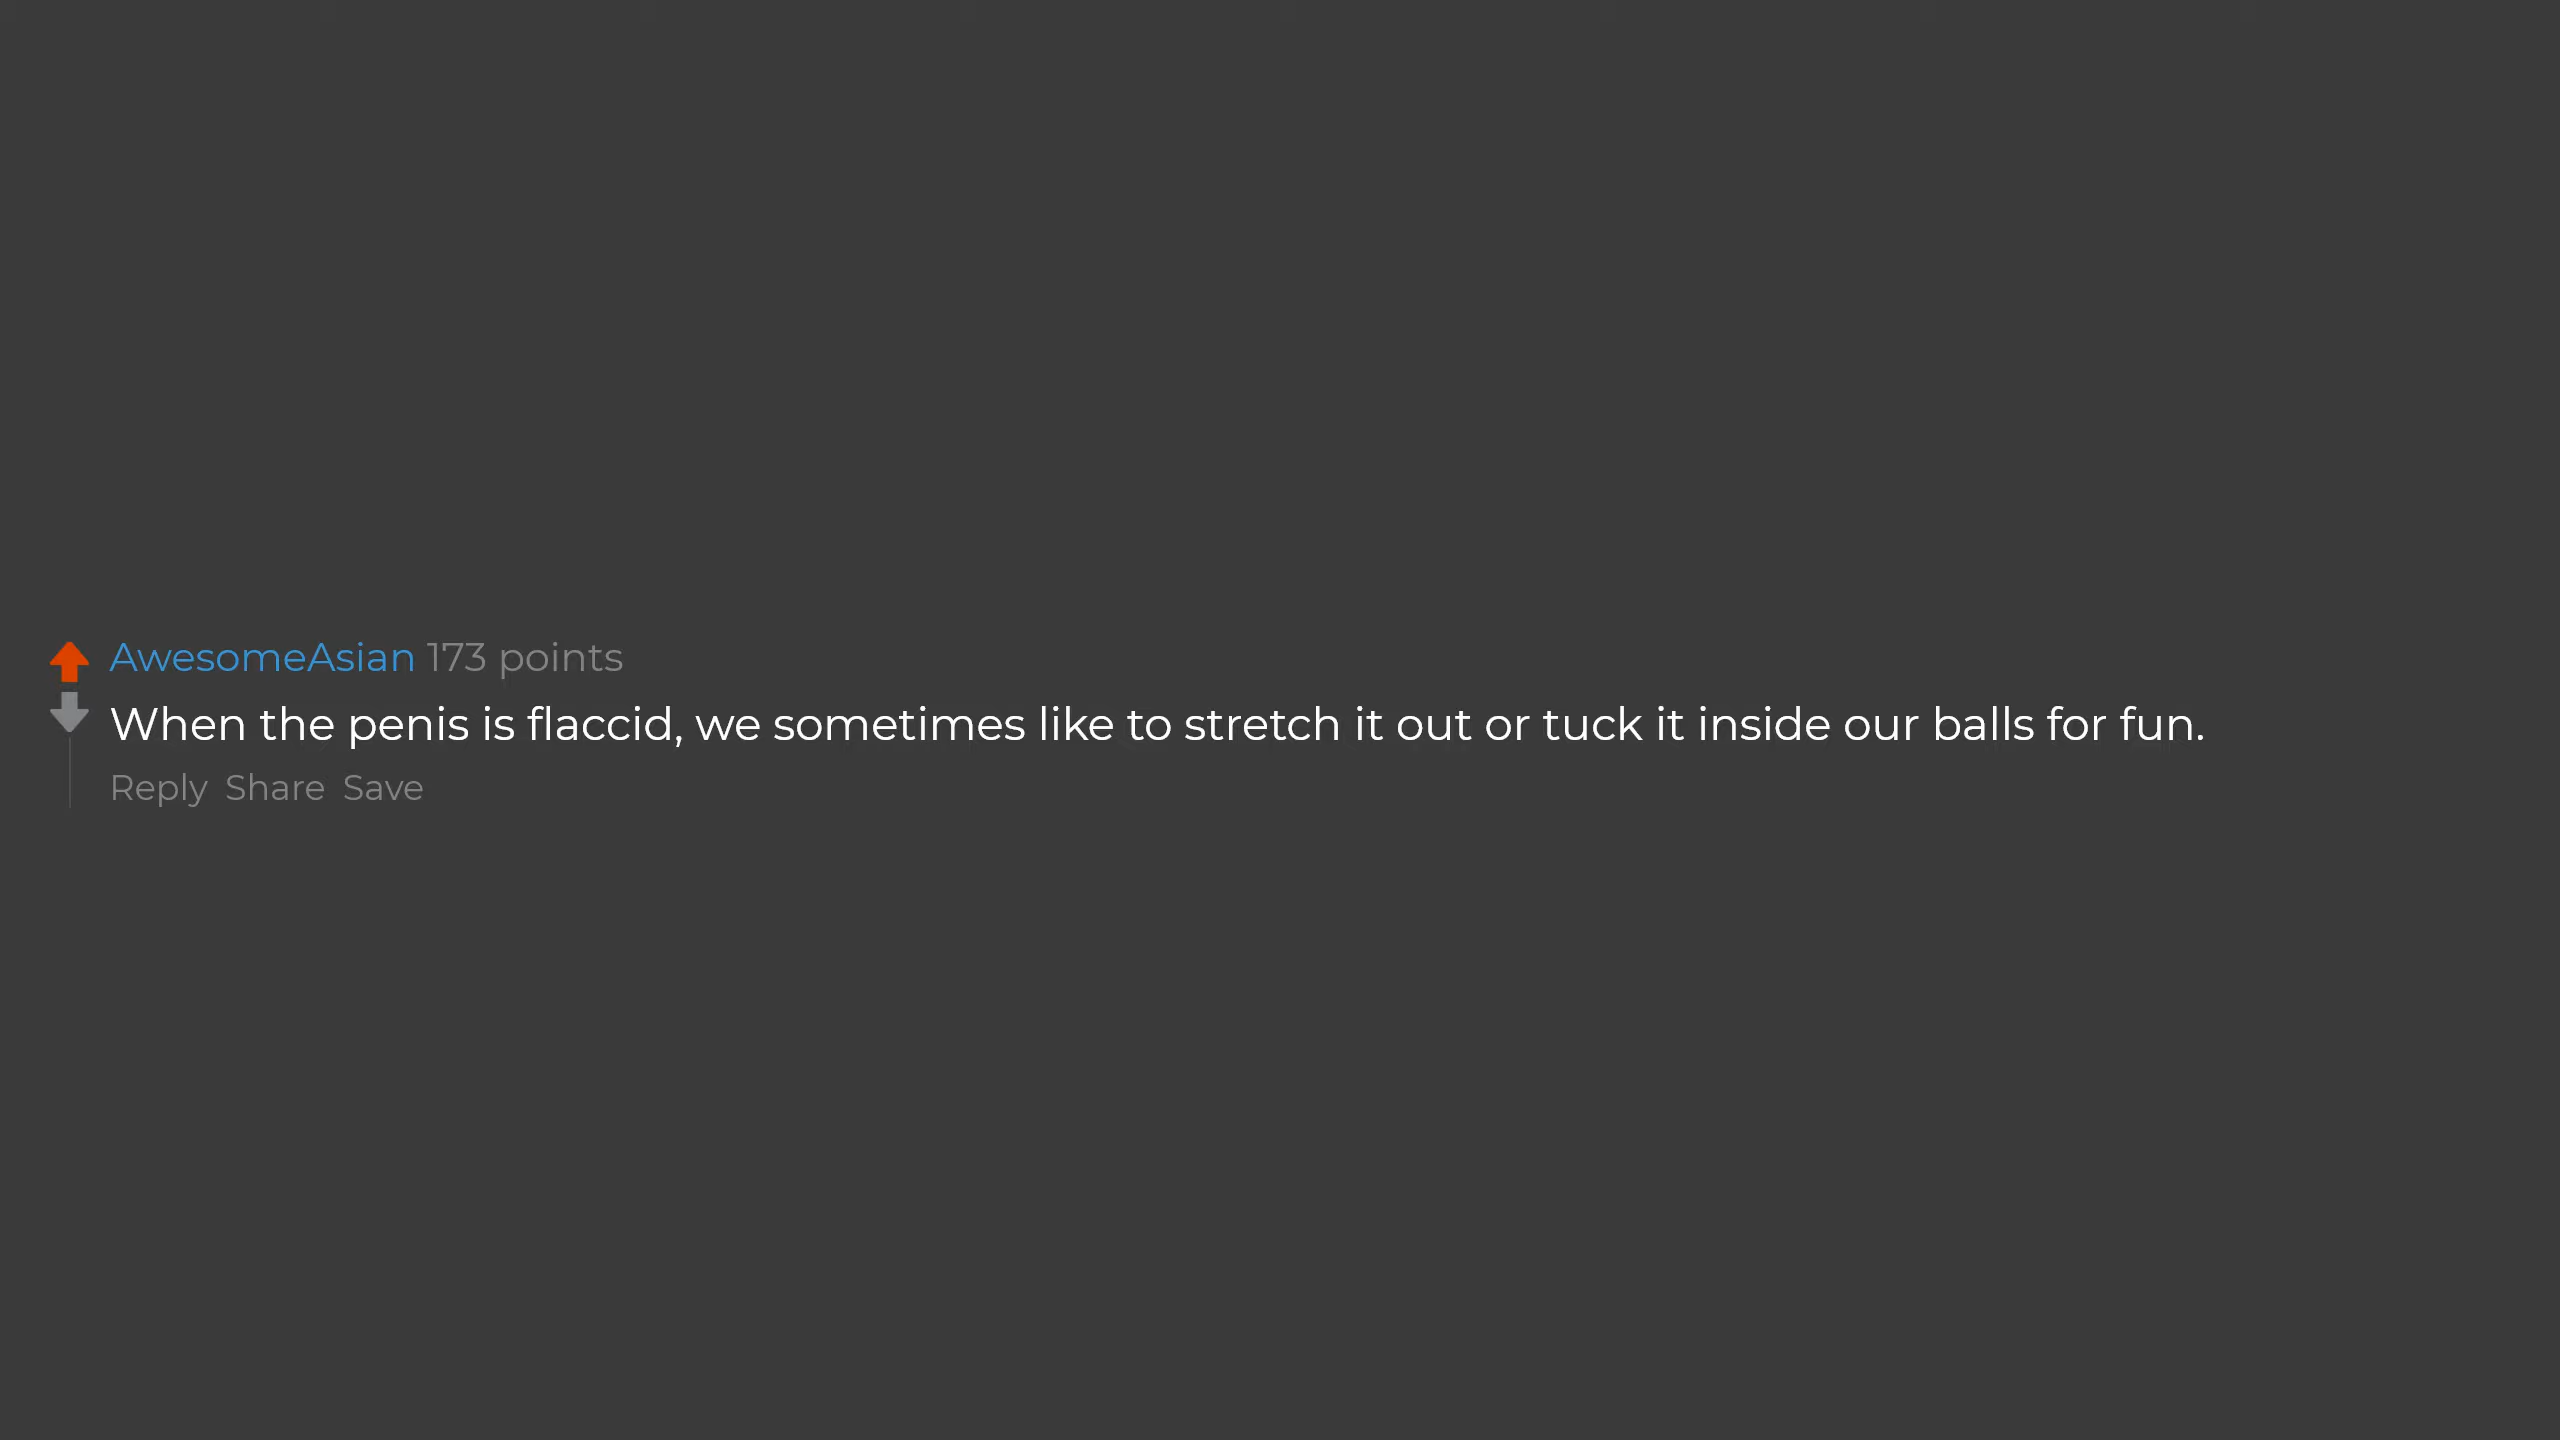 AwesomeAsian 173 points
When the penis is flaccid, we sometimes like to stretch it out or tuck it inside our balls for fun.
Reply Share Save